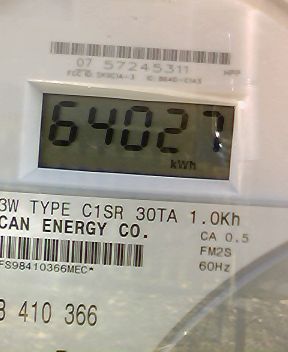 07 57245311
64027
kWh
3W TYPE C1SR 30TA 1.0Kh
CAN ENERGY CO.
CA 0.5
FM2S
FS98410366MEC*
60Hz
8 410 366